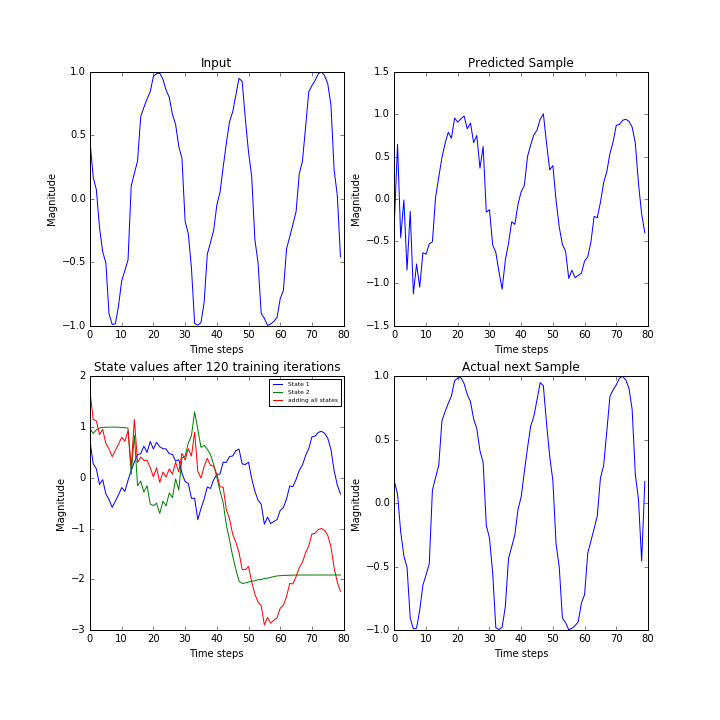 Input
1.0
0.5
0.0
−0.5
−1.0
Magnitude
0 10 20 30 40 50 60 70 80
Time steps
Predicted Sample
1.5
1.0
0.5
0.0
−0.5
−1.0
−1.5
Magnitude
0 10 20 30 40 50 60 70 80
Time steps
State values after 120 training iterations
2
1
0
−1
−2
−3
Magnitude
State 1
State 2
adding all states
0 10 20 30 40 50 60 70 80
Time steps
Actual next Sample
1.0
0.5
0.0
−0.5
−1.0
Magnitude
0 10 20 30 40 50 60 70 80
Time steps